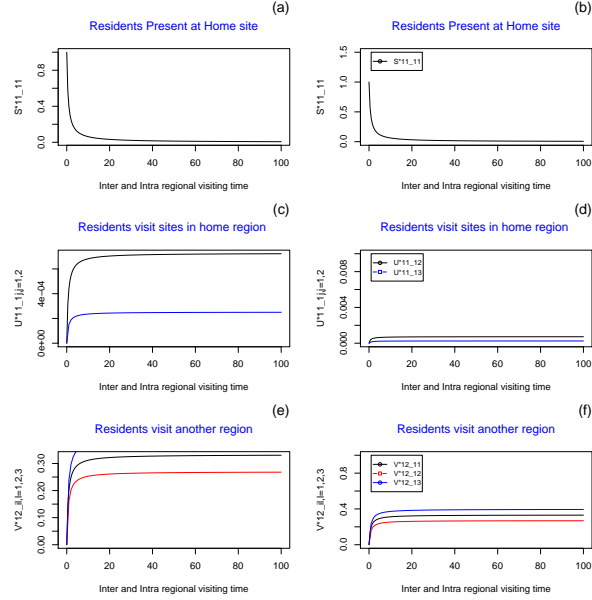 (a)
Residents Present at Home site
S*11_11
0.0
0.4
0.8
0 20 40 60 80 100
Inter and Intra regional visiting time
(b)
Residents Present at Home site
S*11_11
0.0
0.5
1.0
1.5
S*11_11
0 20 40 60 80 100
Inter and Intra regional visiting time
(c)
Residents visit sites in home region
U*11_1j,j=1,2
0e+00
4e-04
0 20 40 60 80 100
Inter and Intra regional visiting time
(d)
Residents visit sites in home region
U*11_1j,j=1,2
0.000
0.004
0.008
U*11_12
U*11_13
0 20 40 60 80 100
Inter and Intra regional visiting time
(e)
Residents visit another region
V*12_il,l=1,2,3
0.00
0.10
0.20
0.30
0 20 40 60 80 100
Inter and Intra regional visiting time
(f)
Residents visit another region
V*12_il,l=1,2,3
0.0
0.4
0.8
V*12_11
V*12_12
V*12_13
0 20 40 60 80 100
Inter and Intra regional visiting time